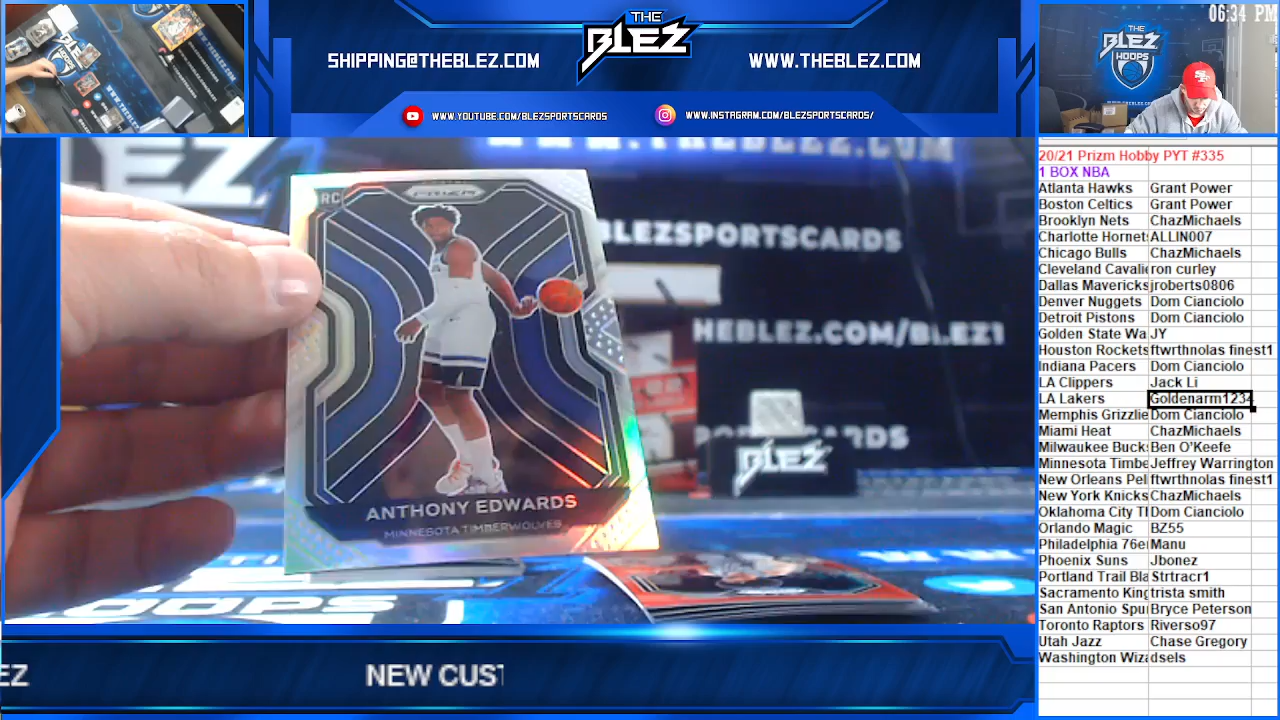 06:34 PM
THE
BLEZ
SHIPPING@THEBLEZ.COM
WWW.THEBLEZ.COM
WWW.YOUTUBE.COM/BLEZSPORTSCARDS
WWW.INSTAGRAM.COM/BLEZSPORTSCARDS/
THE
BLEZ
HOOPS
BLEZSPORTSCARDS
HEBLEZ.COM/BLEZ1
BLEZ
RC
PRIZM
ANTHONY EDWARDS
MINNESOTA TIMBERWOLVES
HOOPS
EZ
NEW CUST
20/21 Prizm Hobby PYT #335
1 BOX NBA
Atlanta Hawks Grant Power
Boston Celtics Grant Power
Brooklyn Nets ChazMichaels
Charlotte Hornets ALLIN007
Chicago Bulls ChazMichaels
Cleveland Cavali ron curley
Dallas Mavericks jroberts0806
Denver Nuggets Dom Cianciolo
Detroit Pistons Dom Cianciolo
Golden State Wa JY
Houston Rockets ftwrthnolas finest1
Indiana Pacers Dom Cianciolo
LA Clippers Jack Li
LA Lakers Goldenarm1234
Memphis Grizzlie Dom Cianciolo
Miami Heat ChazMichaels
Milwaukee Bucks Ben O'Keefe
Minnesota Timbe Jeffrey Warrington
New Orleans Pel ftwrthnolas finest1
New York Knicks ChazMichaels
Oklahoma City Th Dom Cianciolo
Orlando Magic BZ55
Philadelphia 76e Manu
Phoenix Suns Jbonez
Portland Trail Bla Strtracr1
Sacramento King trista smith
San Antonio Spu Bryce Peterson
Toronto Raptors Riverso97
Utah Jazz Chase Gregory
Washington Wiza dsels